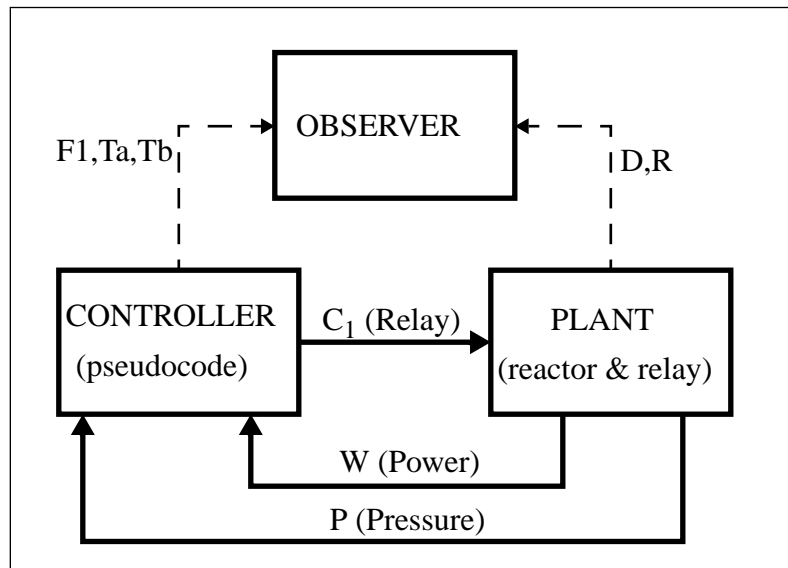 OBSERVER
F1,Ta,Tb
D,R
CONTROLLER
(pseudocode)
C1 (Relay)
PLANT
(reactor & relay)
W (Power)
P (Pressure)